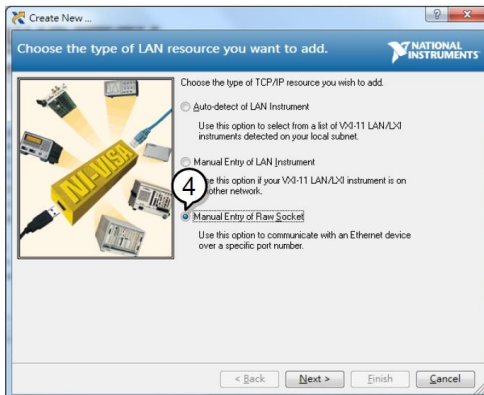 Create New ...
Choose the type of LAN resource you want to add.
NATIONAL
INSTRUMENTS
Choose the type of TCP/IP resource you wish to add.
Auto-detect of LAN Instrument
Use this option to select from a list of VXI-11 LAN/LXI
instruments detected on your local subnet.
Manual Entry of LAN Instrument
this option if your VXI-11 LAN/LXI instrument is on
network.
4
Manual Entry of Raw Socket
Use this option to communicate with an Ethernet device
over a specific port number.
NI-VISA
< Back
Next >
Finish
Cancel